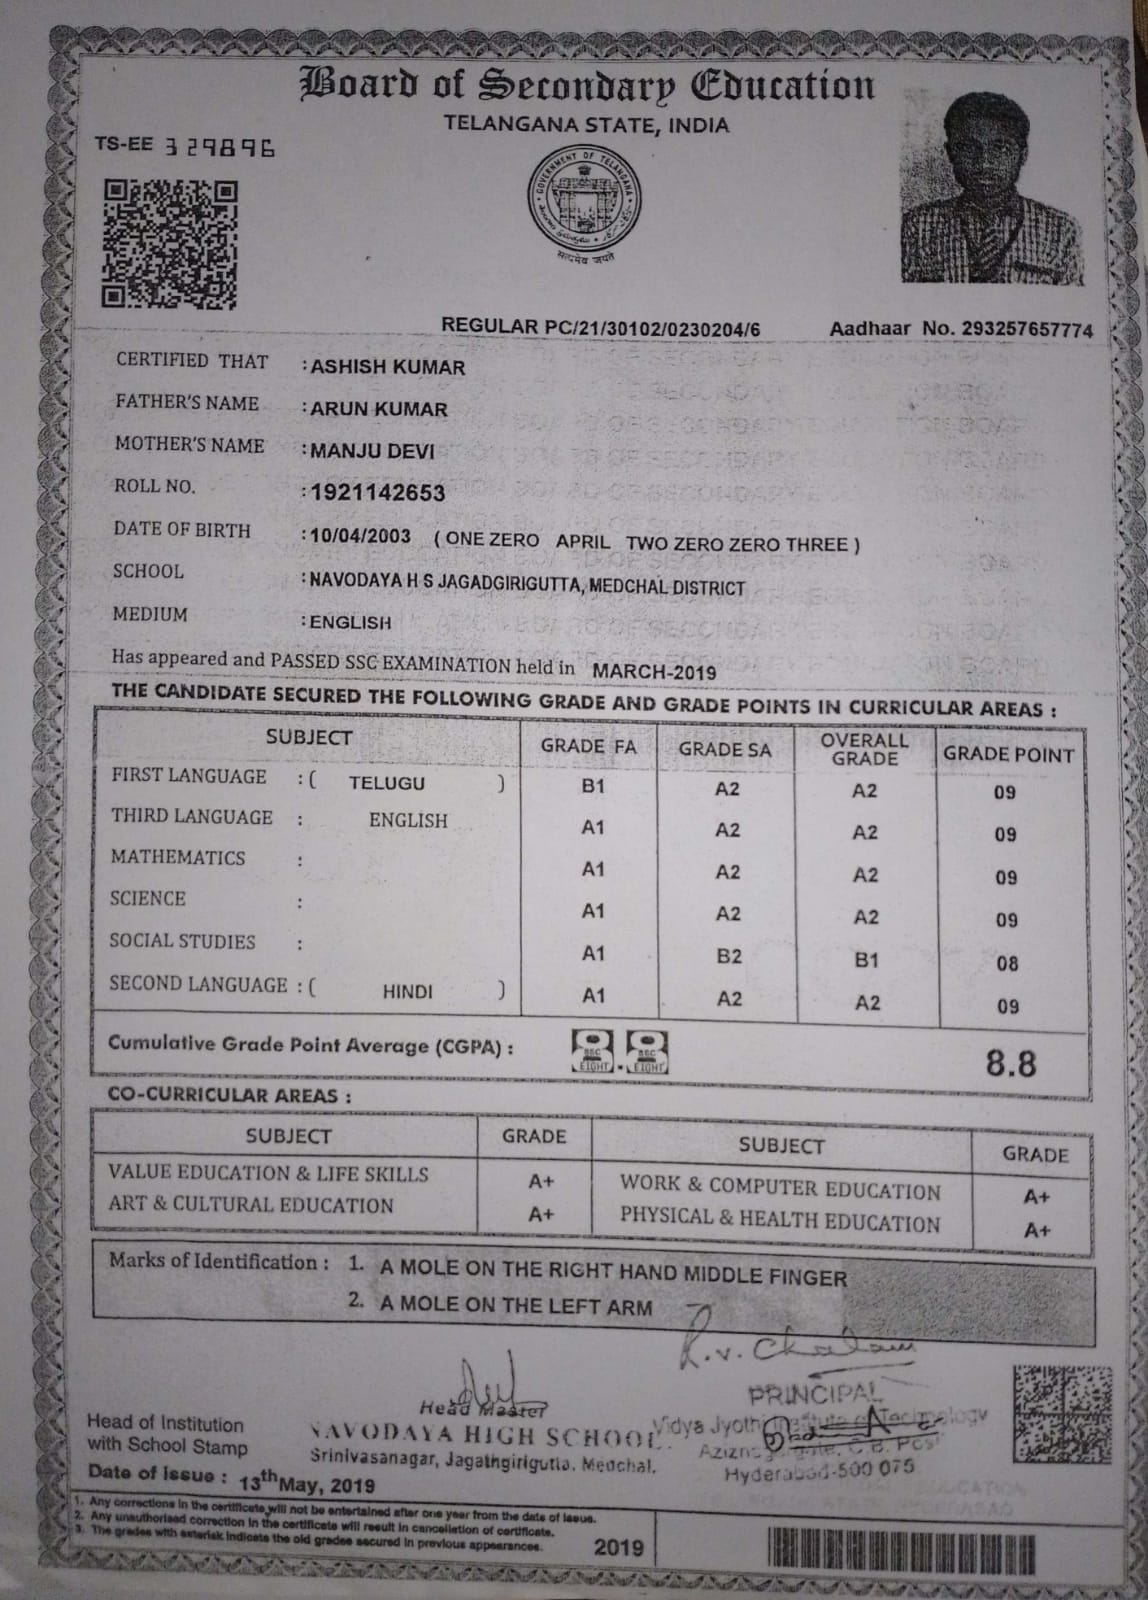 Board of Secondary Education
TELANGANA STATE, INDIA
TS-EE 329896
GOVERNMENT OF TELANGANA
सत्यमेव जयते
REGULAR PC/21/30102/0230204/6 Aadhaar No. 293257657774
CERTIFIED THAT : ASHISH KUMAR
FATHER'S NAME : ARUN KUMAR
MOTHER'S NAME : MANJU DEVI
ROLL NO. : 1921142653
DATE OF BIRTH : 10/04/2003 ( ONE ZERO APRIL TWO ZERO ZERO THREE )
SCHOOL : NAVODAYA H S JAGADGIRIGUTTA, MEDCHAL DISTRICT
MEDIUM : ENGLISH
Has appeared and PASSED SSC EXAMINATION held in MARCH-2019
THE CANDIDATE SECURED THE FOLLOWING GRADE AND GRADE POINTS IN CURRICULAR AREAS :
SUBJECT GRADE FA GRADE SA OVERALL GRADE GRADE POINT
FIRST LANGUAGE : ( TELUGU ) B1 A2 A2 09
THIRD LANGUAGE : ENGLISH A1 A2 A2 09
MATHEMATICS : A1 A2 A2 09
SCIENCE : A1 A2 A2 09
SOCIAL STUDIES : A1 B2 B1 08
SECOND LANGUAGE : ( HINDI ) A1 A2 A2 09
Cumulative Grade Point Average (CGPA) : SSC EIGHT . SSC EIGHT 8.8
CO-CURRICULAR AREAS :
SUBJECT GRADE SUBJECT GRADE
VALUE EDUCATION & LIFE SKILLS A+ WORK & COMPUTER EDUCATION A+
ART & CULTURAL EDUCATION A+ PHYSICAL & HEALTH EDUCATION A+
Marks of Identification : 1. A MOLE ON THE RIGHT HAND MIDDLE FINGER
2. A MOLE ON THE LEFT ARM
R.v. Chalam
PRINCIPAL
Vidya Jyothi Institute of Technology
C.B. Post
Hyderabad-500 075
Head Master
NAVODAYA HIGH SCHOOL
Srinivasanagar, Jagathgirigutta. Medchal.
Head of Institution
with School Stamp
Date of Issue : 13th May, 2019
1. Any corrections in the certificate will not be entertained after one year from the date of issue.
2. Any unauthorised correction in the certificate will result in cancellation of certificate.
3. The grades with asterisk indicate the old grades secured in previous appearances.
2019